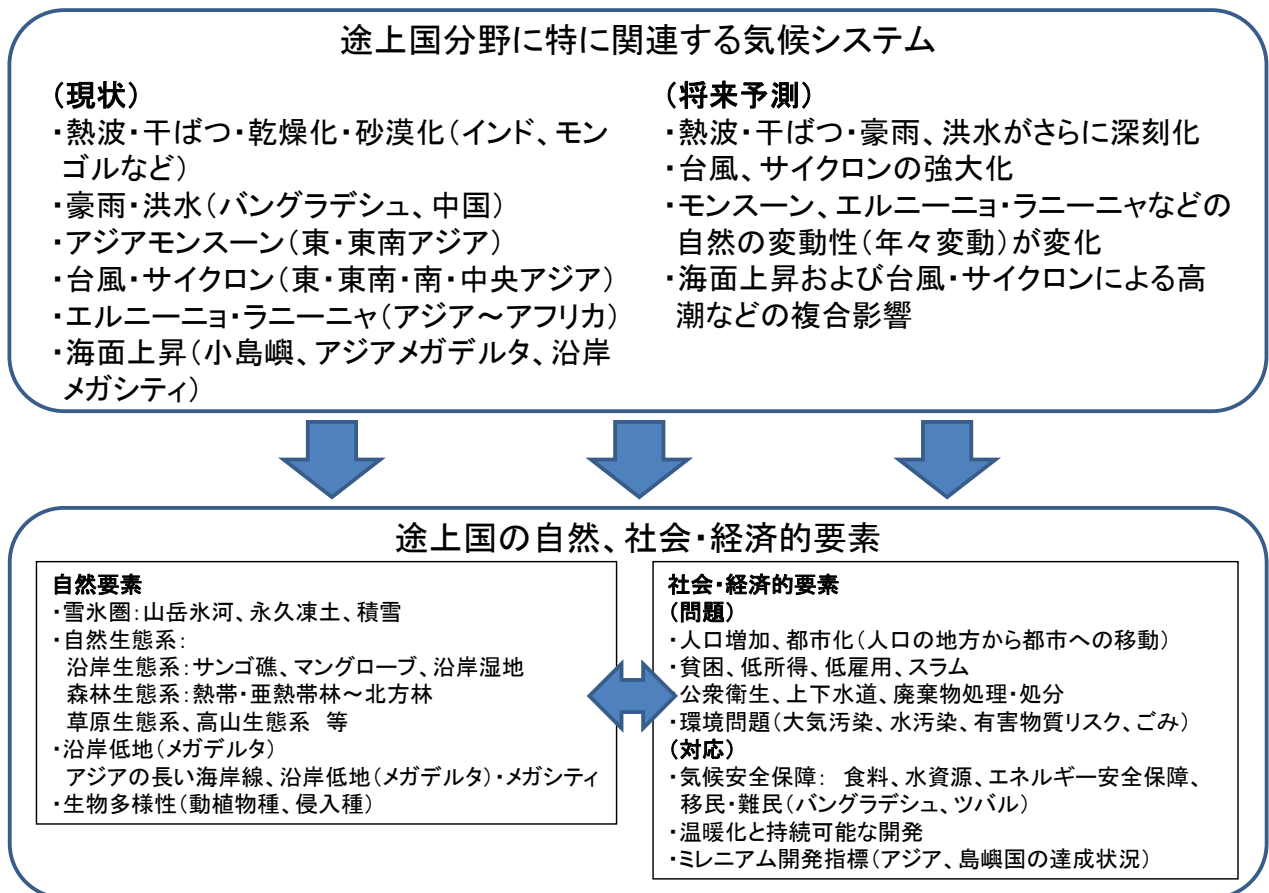 途上国分野に特に関連する気候システム
(現状)
・熱波・干ばつ・乾燥化・砂漠化(インド、モン
ゴルなど)
・豪雨・洪水(バングラデシュ、中国)
・アジアモンスーン(東・東南アジア)
・台風・サイクロン(東・東南・南・中央アジア)
・エルニーニョ・ラニーニャ(アジア～アフリカ)
・海面上昇(小島嶼、アジアメガデルタ、沿岸
メガシティ)
(将来予測)
・熱波・干ばつ・豪雨、洪水がさらに深刻化
・台風、サイクロンの強大化
・モンスーン、エルニーニョ・ラニーニャなどの
自然の変動性(年々変動)が変化
・海面上昇および台風・サイクロンによる高
潮などの複合影響
途上国の自然、社会・経済的要素
自然要素
・雪氷圏:山岳氷河、永久凍土、積雪
・自然生態系:
沿岸生態系:サンゴ礁、マングローブ、沿岸湿地
森林生態系:熱帯・亜熱帯林～北方林
草原生態系、高山生態系 等
・沿岸低地(メガデルタ)
アジアの長い海岸線、沿岸低地(メガデルタ)・メガシティ
・生物多様性(動植物種、侵入種)
社会・経済的要素
(問題)
・人口増加、都市化(人口の地方から都市への移動)
・貧困、低所得、低雇用、スラム
公衆衛生、上下水道、廃棄物処理・処分
・環境問題(大気汚染、水汚染、有害物質リスク、ごみ)
(対応)
・気候安全保障: 食料、水資源、エネルギー安全保障、
移民・難民(バングラデシュ、ツバル)
・温暖化と持続可能な開発
・ミレニアム開発指標(アジア、島嶼国の達成状況)